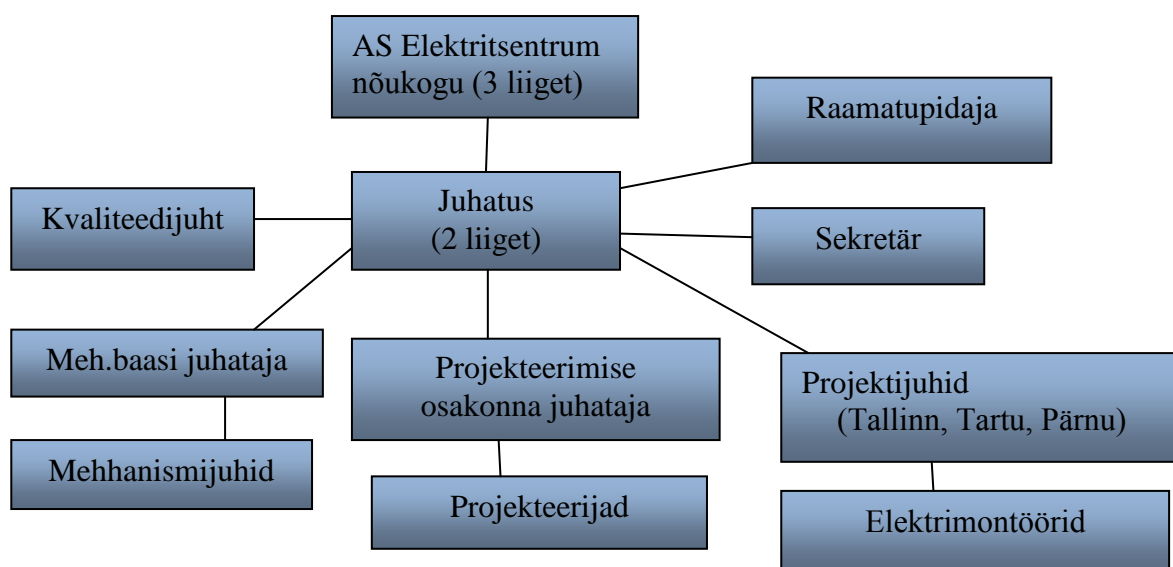 AS Elektritsentrum
nõukogu (3 liiget)
Raamatupidaja
Kvaliteedijuht
Juhatus
(2 liiget)
Sekretär
Meh.baasi juhataja
Projekteerimise
osakonna juhataja
Projektijuhid
(Tallinn, Tartu, Pärnu)
Mehhanismijuhid
Projekteerijad
Elektrimontöörid